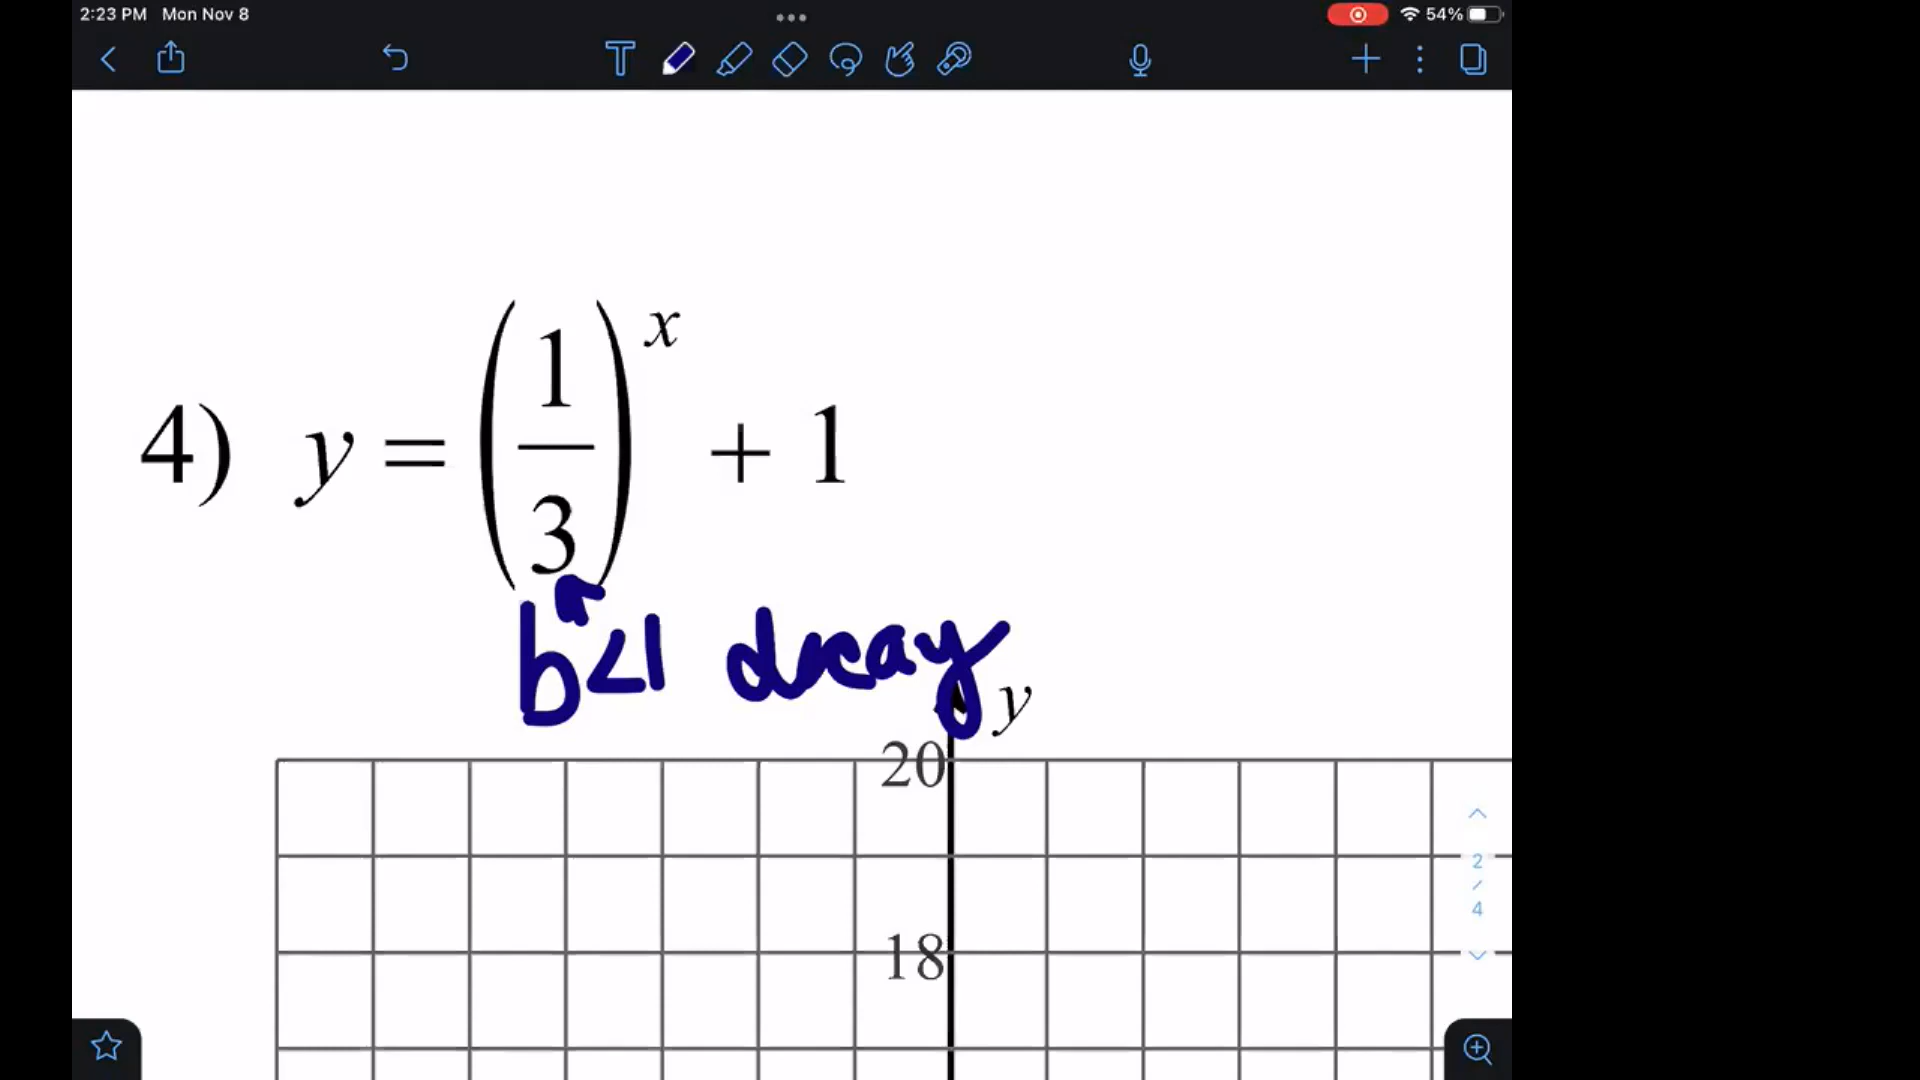 2:23 PM Mon Nov 8
54%
4) y = (1/3)^x + 1
b<1 decay
y
20
18
2
/
4